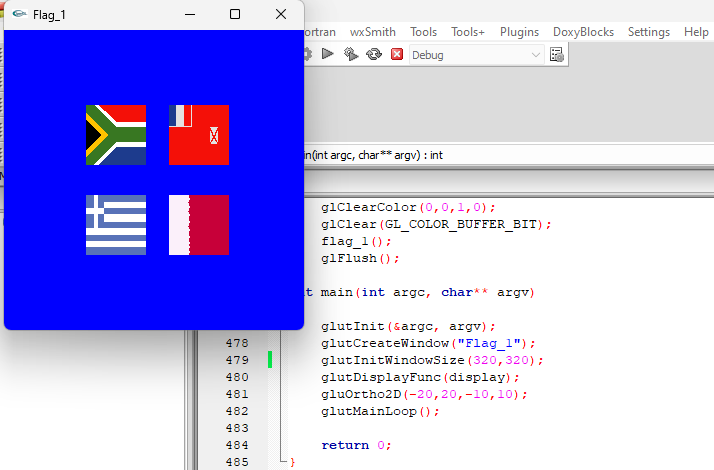 Flag_1
ortran wxSmith Tools Tools+ Plugins DoxyBlocks Settings Help
Debug
in(int argc, char** argv) : int
glClearColor(0,0,1,0);
glClear(GL_COLOR_BUFFER_BIT);
flag_1();
glFlush();
nt main(int argc, char** argv)
glutInit(&argc, argv);
478 glutCreateWindow("Flag_1");
479 glutInitWindowSize(320,320);
480 glutDisplayFunc(display);
481 gluOrtho2D(-20,20,-10,10);
482 glutMainLoop();
483
484 return 0;
485 }